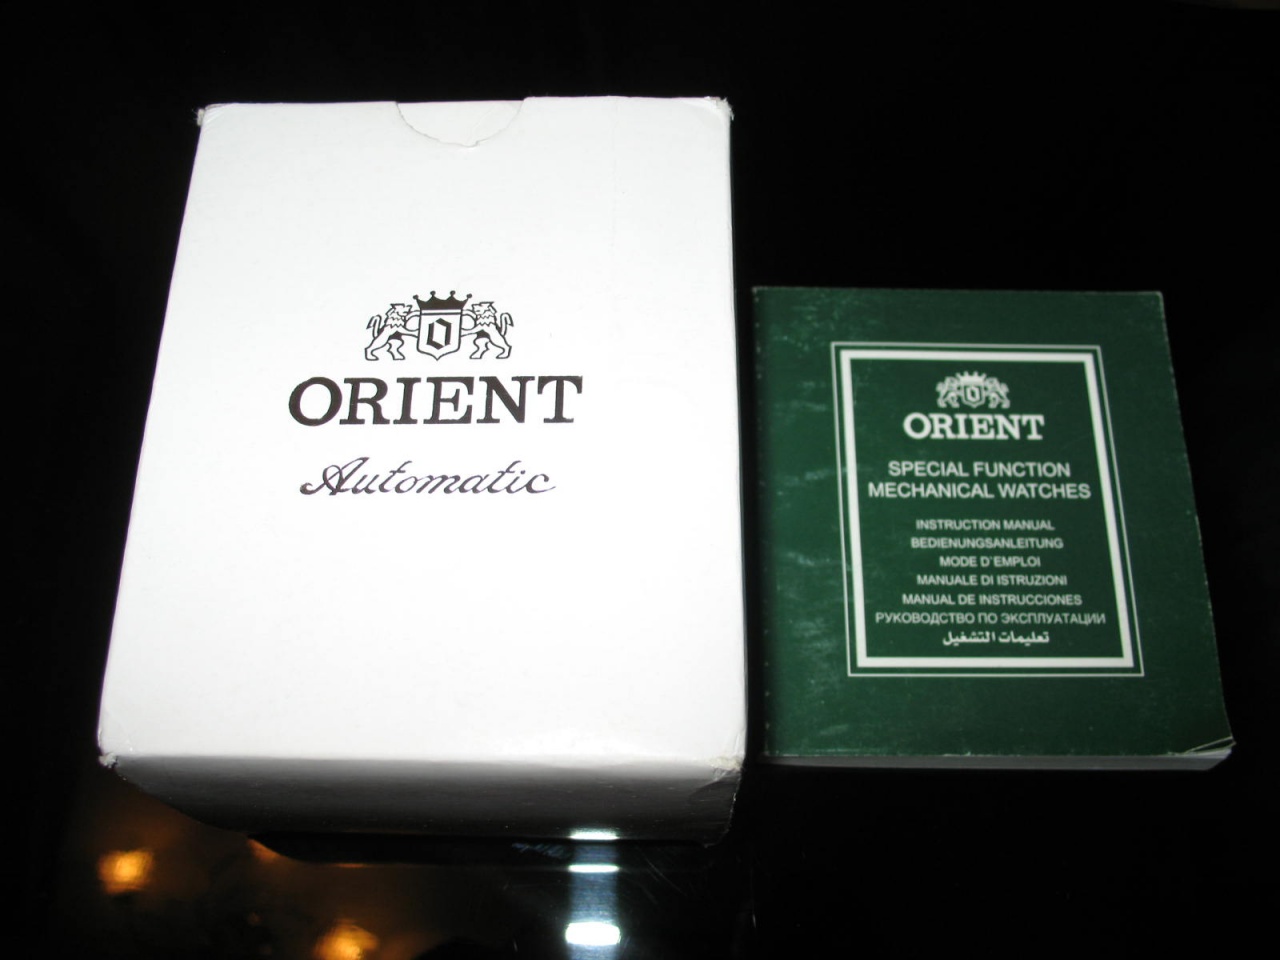 ORIENT
Automatic
ORIENT
SPECIAL FUNCTION
MECHANICAL WATCHES
INSTRUCTION MANUAL
BEDIENUNGSANLEITUNG
MODE D'EMPLOI
MANUALE DI ISTRUZIONI
MANUAL DE INSTRUCCIONES
РУКОВОДСТВО ПО ЭКСПЛУАТАЦИИ
تعليمات التشغيل